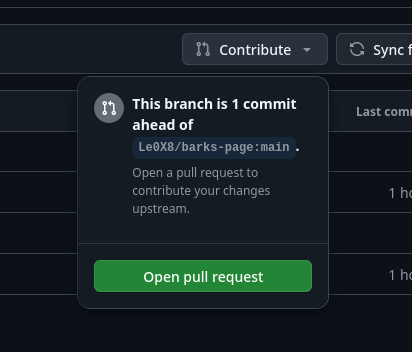 Contribute
Sync f
This branch is 1 commit
ahead of
Le0X8/barks-page:main .
Last com
Open a pull request to
contribute your changes
upstream.
1 ho
1 ho
Open pull request